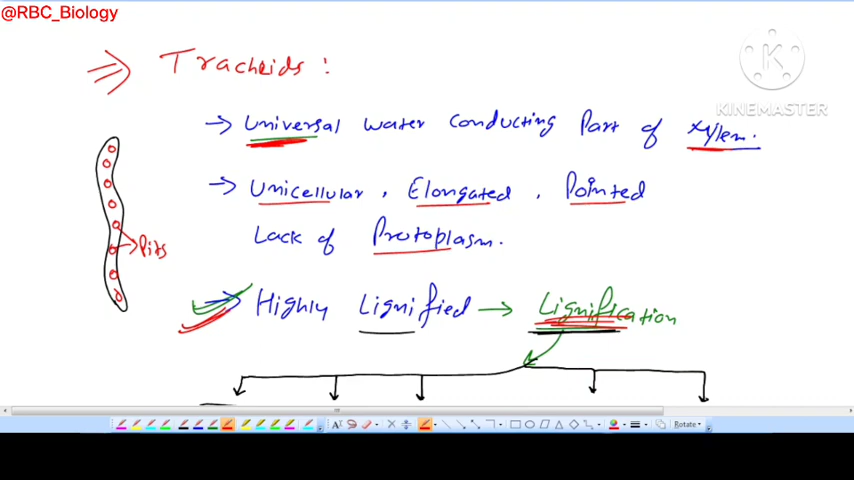 @RBC_Biology
K
KINEMASTER
⇒ Tracheids :
→ Universal water conducting Part of xylem.
→ Unicellular, Elongated, Pointed
Lack of Protoplasm.
Pits
→ Highly Lignified → Lignification
Rotate